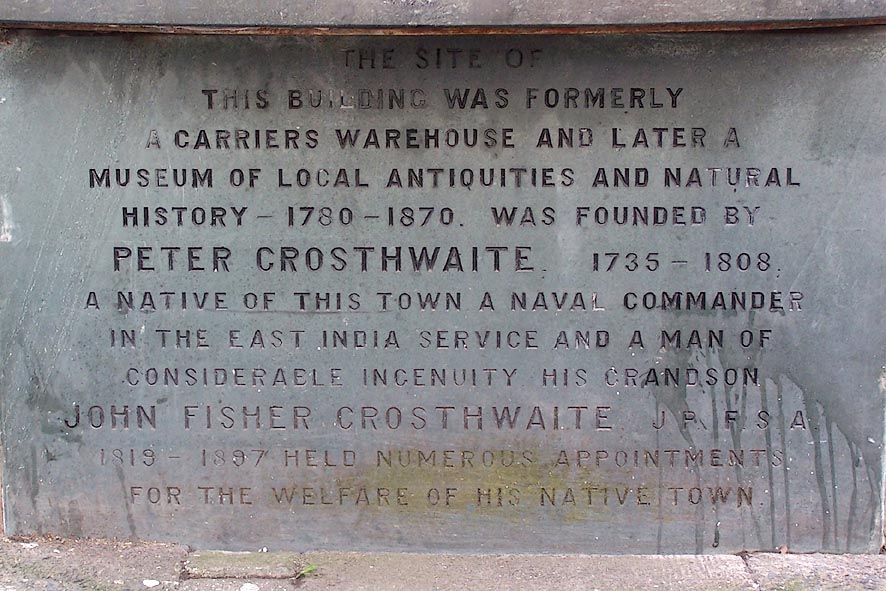 THE SITE OF
THIS BUILDING WAS FORMERLY
A CARRIERS WAREHOUSE AND LATER A
MUSEUM OF LOCAL ANTIQUITIES AND NATURAL
HISTORY - 1780 - 1870. WAS FOUNDED BY
PETER CROSTHWAITE. 1735 - 1808.
A NATIVE OF THIS TOWN A NAVAL COMMANDER
IN THE EAST INDIA SERVICE AND A MAN OF
CONSIDERABLE INGENUITY HIS GRANDSON
JOHN FISHER CROSTHWAITE. J.P. F.S.A.
1819 - 1897 HELD NUMEROUS APPOINTMENTS
FOR THE WELFARE OF HIS NATIVE TOWN.